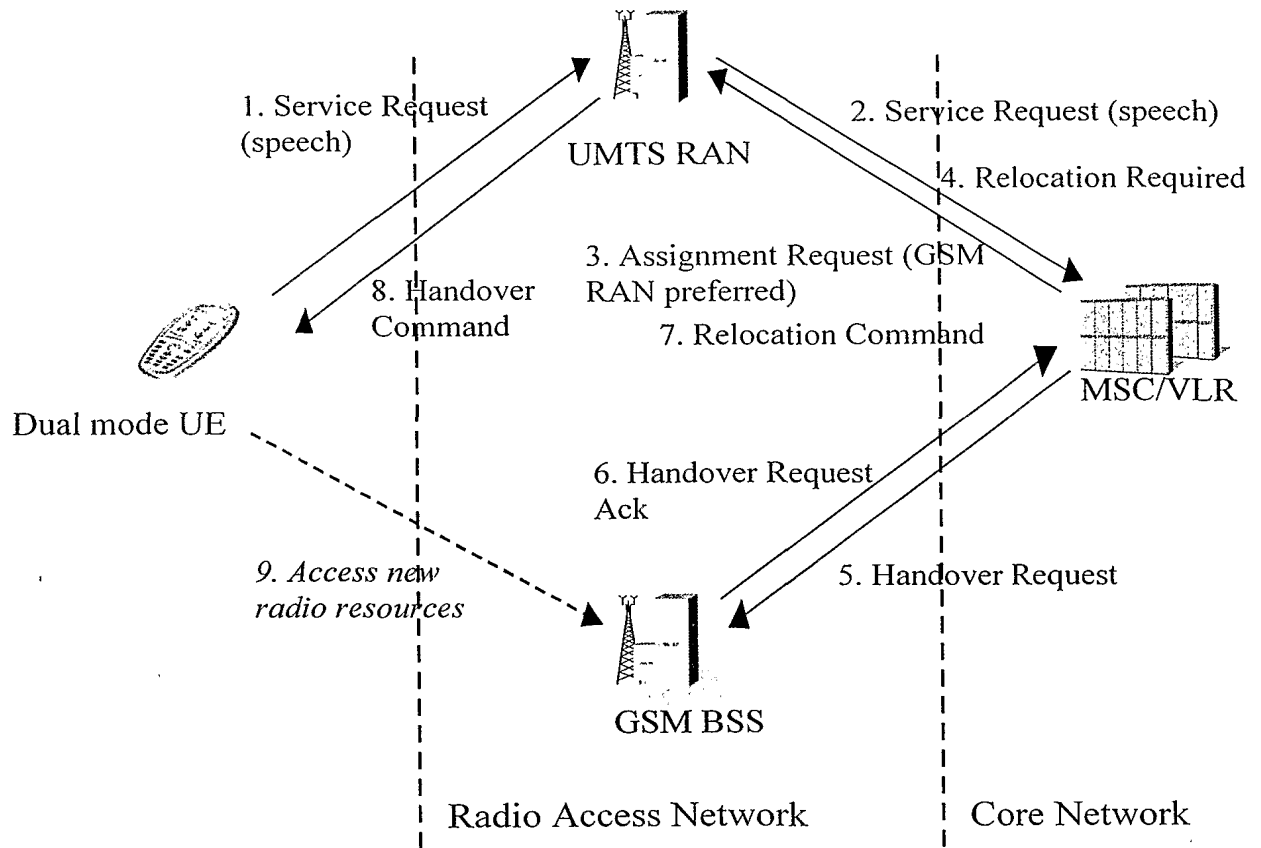 1. Service Request
(speech)
UMTS RAN
2. Service Request (speech)
4. Relocation Required
3. Assignment Request (GSM
RAN preferred)
8. Handover
Command
7. Relocation Command
MSC/VLR
Dual mode UE
6. Handover Request
Ack
9. Access new
radio resources
5. Handover Request
GSM BSS
Radio Access Network
Core Network